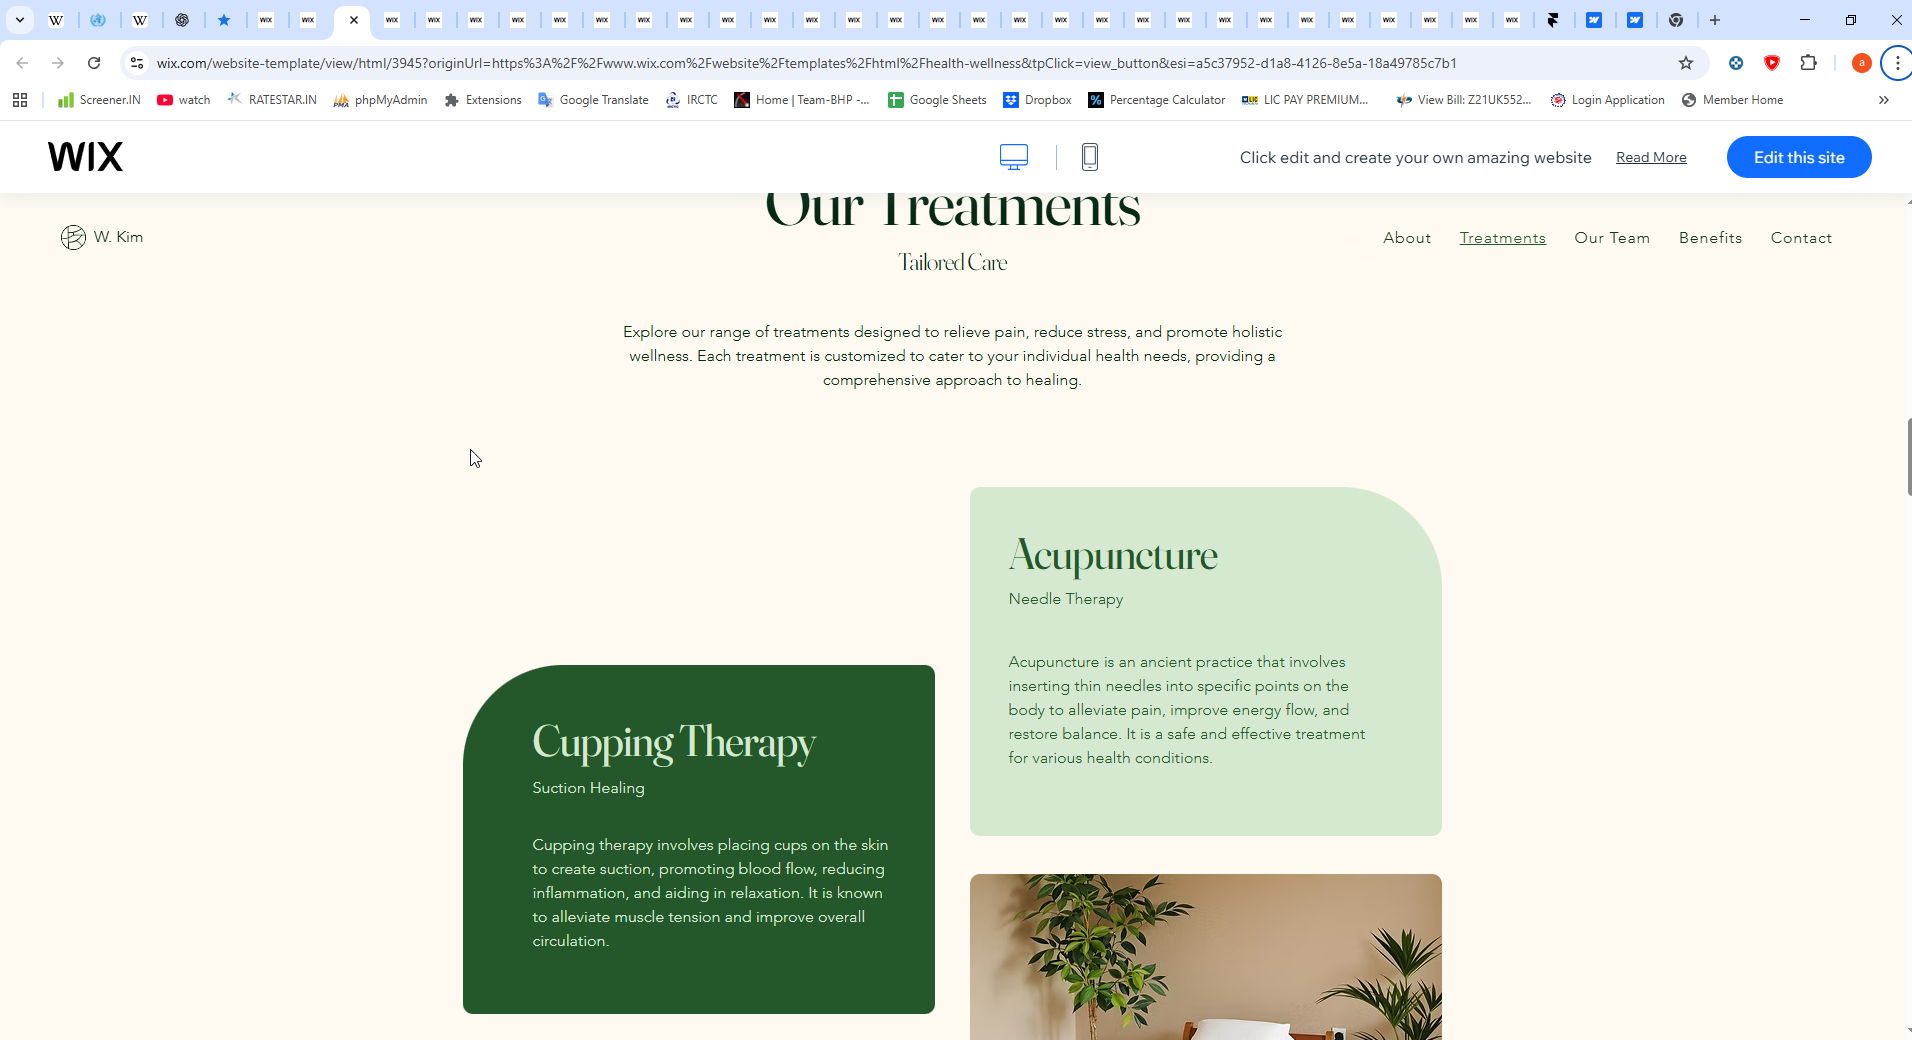 wix.com/website-template/view/html/3945?originUrl=https%3A%2F%2Fwww.wix.com%2Fwebsite%2Ftemplates%2Fhtml%2Fhealth-wellness&tpClick=view_button&esi=a5c37952-d1a8-4126-8e5a-18a49785c7b1
a
Screener.IN watch RATESTAR.IN phpMyAdmin Extensions Google Translate IRCTC Home | Team-BHP -... Google Sheets Dropbox Percentage Calculator LIC PAY PREMIUM... View Bill: Z21UK552... Login Application Member Home
WIX Click edit and create your own amazing website Read More Edit this site
Our Treatments
W. Kim About Treatments Our Team Benefits Contact
Tailored Care
Explore our range of treatments designed to relieve pain, reduce stress, and promote holistic
wellness. Each treatment is customized to cater to your individual health needs, providing a
comprehensive approach to healing.
Acupuncture
Needle Therapy
Acupuncture is an ancient practice that involves
inserting thin needles into specific points on the
body to alleviate pain, improve energy flow, and
restore balance. It is a safe and effective treatment
for various health conditions.
Cupping Therapy
Suction Healing
Cupping therapy involves placing cups on the skin
to create suction, promoting blood flow, reducing
inflammation, and aiding in relaxation. It is known
to alleviate muscle tension and improve overall
circulation.